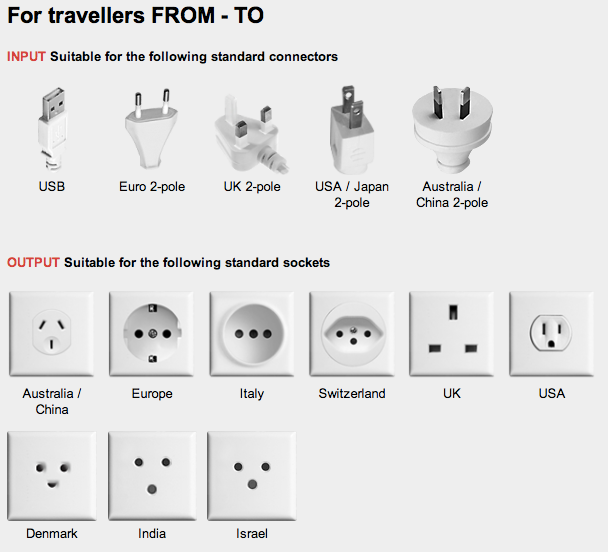 For travellers FROM - TO
INPUT Suitable for the following standard connectors
USB
Euro 2-pole
UK 2-pole
USA / Japan
2-pole
Australia /
China 2-pole
OUTPUT Suitable for the following standard sockets
Australia /
China
Europe
Italy
Switzerland
UK
USA
Denmark
India
Israel